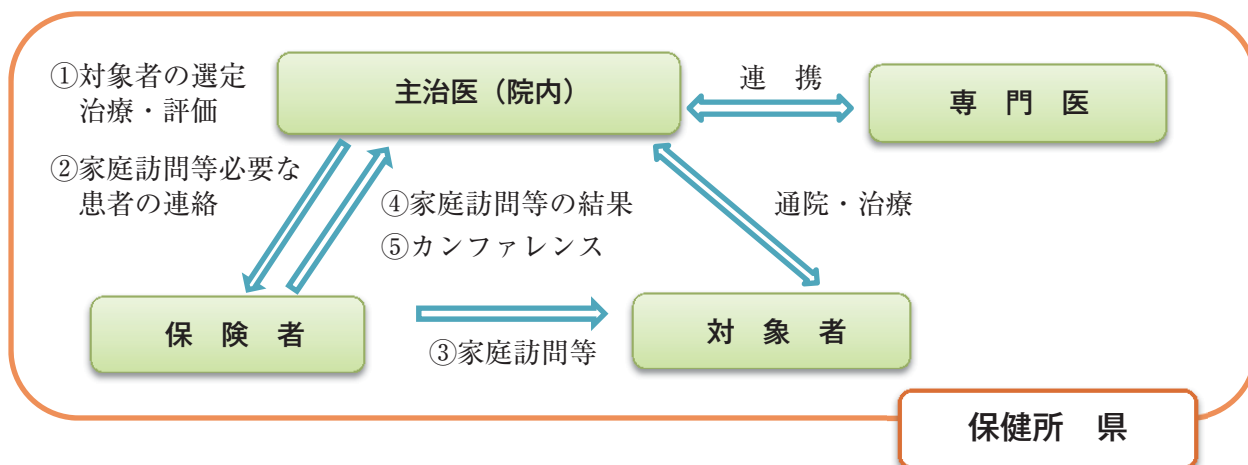 ①対象者の選定
治療・評価
主治医（院内）
連　携
専　門　医
②家庭訪問等必要な
患者の連絡
④家庭訪問等の結果
⑤カンファレンス
通院・治療
保　険　者
③家庭訪問等
対　象　者
保健所　県